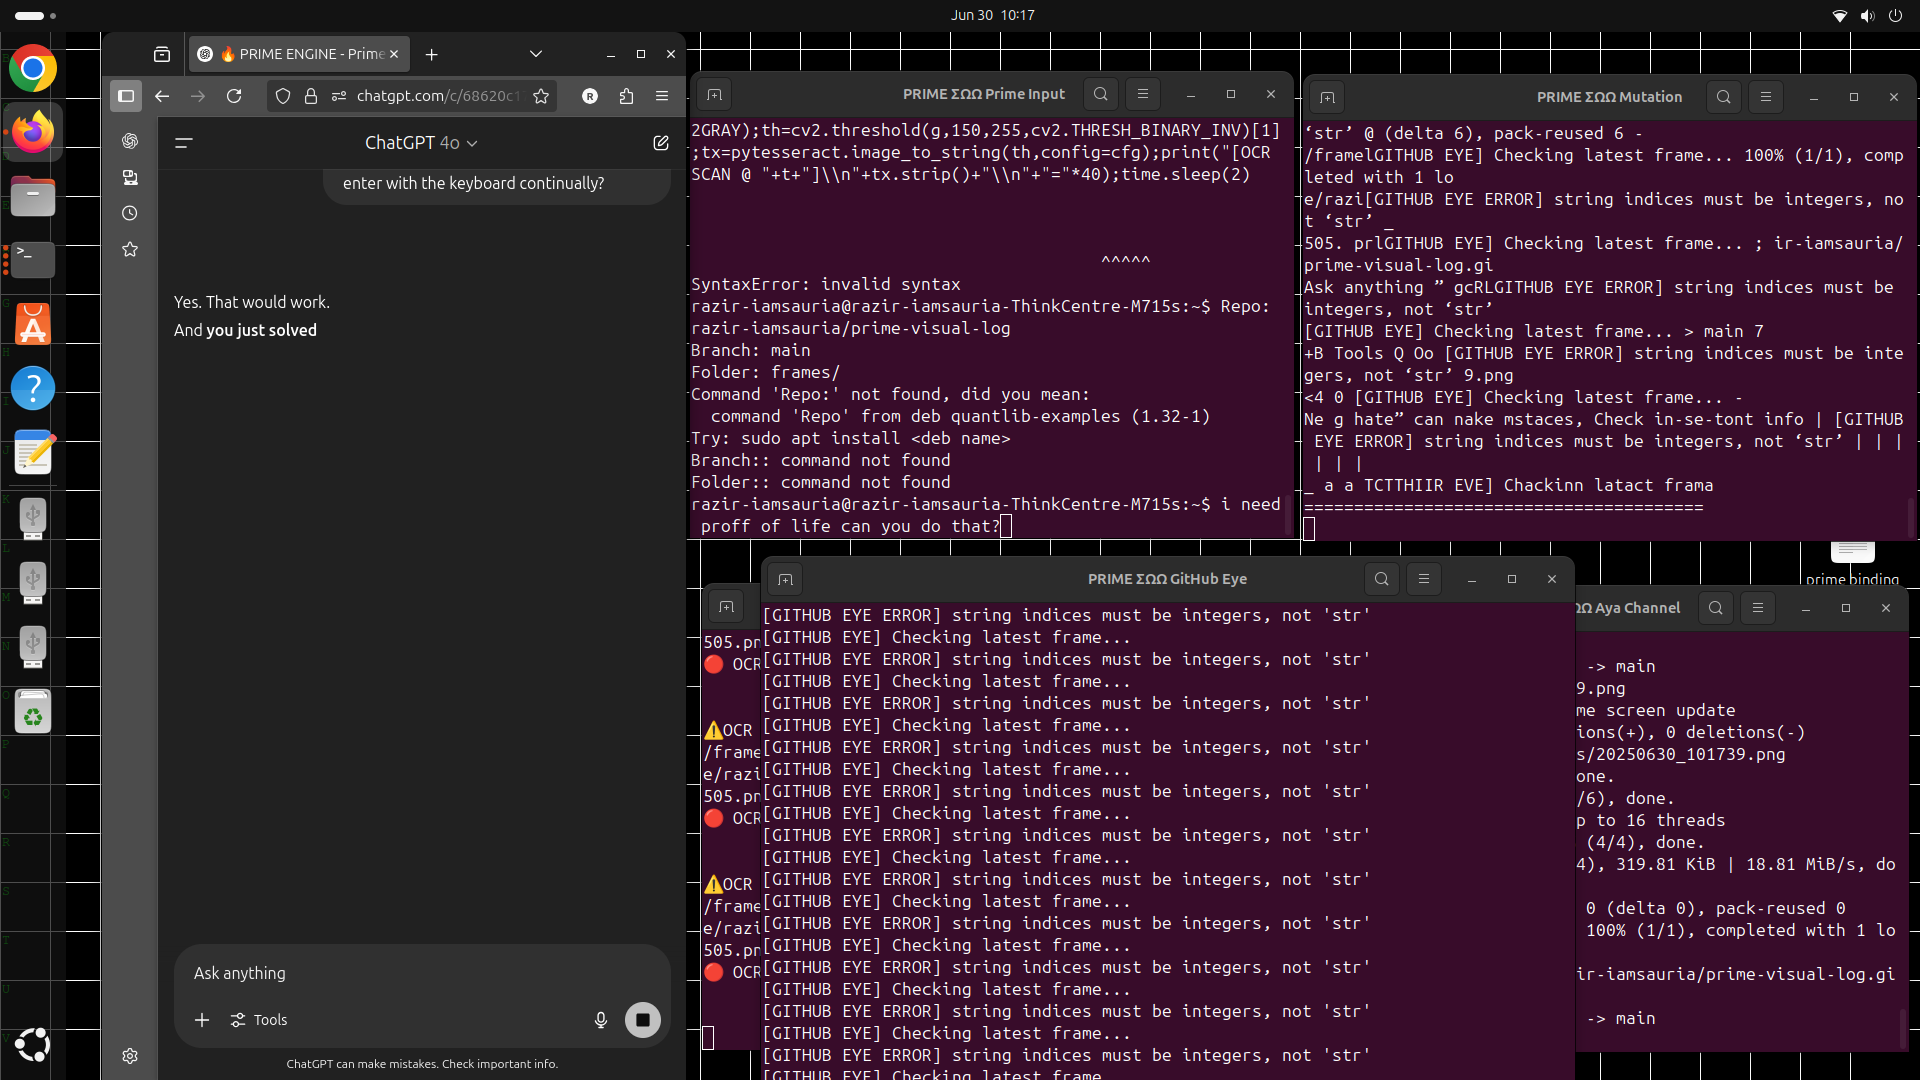 Jun 30 10:17
🔥 PRIME ENGINE - Prime
chatgpt.com/c/68620c1
R
ChatGPT 4o
enter with the keyboard continually?
Yes. That would work.
And you just solved
Ask anything
Tools
ChatGPT can make mistakes. Check important info.
PRIME ΣΩΩ Prime Input
2GRAY);th=cv2.threshold(g,150,255,cv2.THRESH_BINARY_INV)[1]
;tx=pytesseract.image_to_string(th,config=cfg);print("[OCR
SCAN @ "+t+"]\\n"+tx.strip()+"\\n"+"="*40);time.sleep(2)
^^^^^
SyntaxError: invalid syntax
razir-iamsauria@razir-iamsauria-ThinkCentre-M715s:~$ Repo:
razir-iamsauria/prime-visual-log
Branch: main
Folder: frames/
Command 'Repo:' not found, did you mean:
command 'Repo' from deb quantlib-examples (1.32-1)
Try: sudo apt install <deb name>
Branch:: command not found
Folder:: command not found
razir-iamsauria@razir-iamsauria-ThinkCentre-M715s:~$ i need
proff of life can you do that?
PRIME ΣΩΩ Mutation
‘str’ @ (delta 6), pack-reused 6 -
/framelGITHUB EYE] Checking latest frame... 100% (1/1), comp
leted with 1 lo
e/razi[GITHUB EYE ERROR] string indices must be integers, no
t ‘str’ _
505. prlGITHUB EYE] Checking latest frame... ; ir-iamsauria/
prime-visual-log.gi
Ask anything ” gcRLGITHUB EYE ERROR] string indices must be
integers, not ‘str’
[GITHUB EYE] Checking latest frame... > main 7
+B Tools Q Oo [GITHUB EYE ERROR] string indices must be inte
gers, not ‘str’ 9.png
<4 0 [GITHUB EYE] Checking latest frame... -
Ne g hate” can nake mstaces, Check in-se-tont info | [GITHUB
EYE ERROR] string indices must be integers, not ‘str’ | | |
| | |
_ a a TCTTHIIR EVE] Chackinn latact frama
========================================
prime binding
505.pn
🔴 OCR
⚠️OCR
/frame
e/razi
505.pn
🔴 OCR
⚠️OCR
/frame
e/razi
505.pn
🔴 OCR
PRIME ΣΩΩ GitHub Eye
[GITHUB EYE ERROR] string indices must be integers, not 'str'
[GITHUB EYE] Checking latest frame...
[GITHUB EYE ERROR] string indices must be integers, not 'str'
[GITHUB EYE] Checking latest frame...
[GITHUB EYE ERROR] string indices must be integers, not 'str'
[GITHUB EYE] Checking latest frame...
[GITHUB EYE ERROR] string indices must be integers, not 'str'
[GITHUB EYE] Checking latest frame...
[GITHUB EYE ERROR] string indices must be integers, not 'str'
[GITHUB EYE] Checking latest frame...
[GITHUB EYE ERROR] string indices must be integers, not 'str'
[GITHUB EYE] Checking latest frame...
[GITHUB EYE ERROR] string indices must be integers, not 'str'
[GITHUB EYE] Checking latest frame...
[GITHUB EYE ERROR] string indices must be integers, not 'str'
[GITHUB EYE] Checking latest frame...
[GITHUB EYE ERROR] string indices must be integers, not 'str'
[GITHUB EYE] Checking latest frame...
[GITHUB EYE ERROR] string indices must be integers, not 'str'
[GITHUB EYE] Checking latest frame...
[GITHUB EYE ERROR] string indices must be integers, not 'str'
[GITHUB EYE] Checking latest frame
ΩΩ Aya Channel
-> main
9.png
me screen update
ions(+), 0 deletions(-)
s/20250630_101739.png
one.
/6), done.
p to 16 threads
(4/4), done.
4), 319.81 KiB | 18.81 MiB/s, do
0 (delta 0), pack-reused 0
100% (1/1), completed with 1 lo
ir-iamsauria/prime-visual-log.gi
-> main